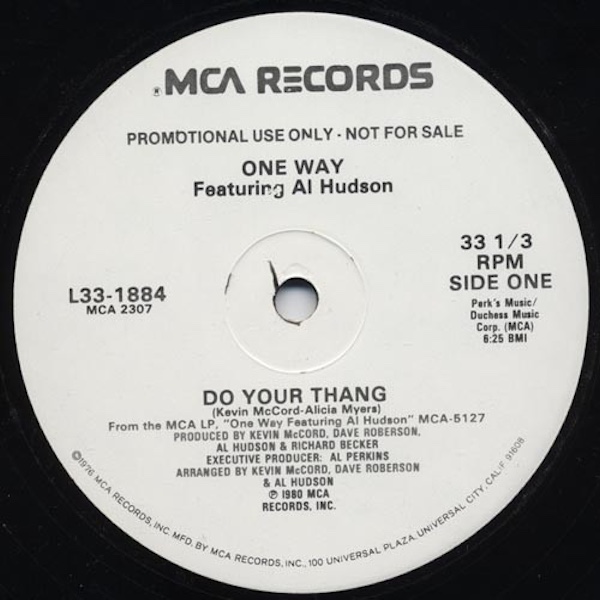 ® MCA RECORDS
PROMOTIONAL USE ONLY - NOT FOR SALE
ONE WAY
Featuring Al Hudson
33 1/3
RPM
SIDE ONE
L33-1884
MCA 2307
Perk's Music/
Duchess Music
Corp. (MCA)
6:25 BMI
DO YOUR THANG
(Kevin McCord-Alicia Myers)
From the MCA LP, "One Way Featuring Al Hudson" MCA-5127
PRODUCED BY KEVIN McCORD, DAVE ROBERSON,
AL HUDSON & RICHARD BECKER
EXECUTIVE PRODUCER: AL PERKINS
ARRANGED BY KEVIN McCORD, DAVE ROBERSON
& AL HUDSON
℗ 1980 MCA
RECORDS, INC.
©1976 MCA RECORDS, INC. MFD. BY MCA RECORDS, INC., 100 UNIVERSAL PLAZA, UNIVERSAL CITY, CALIF. 91608